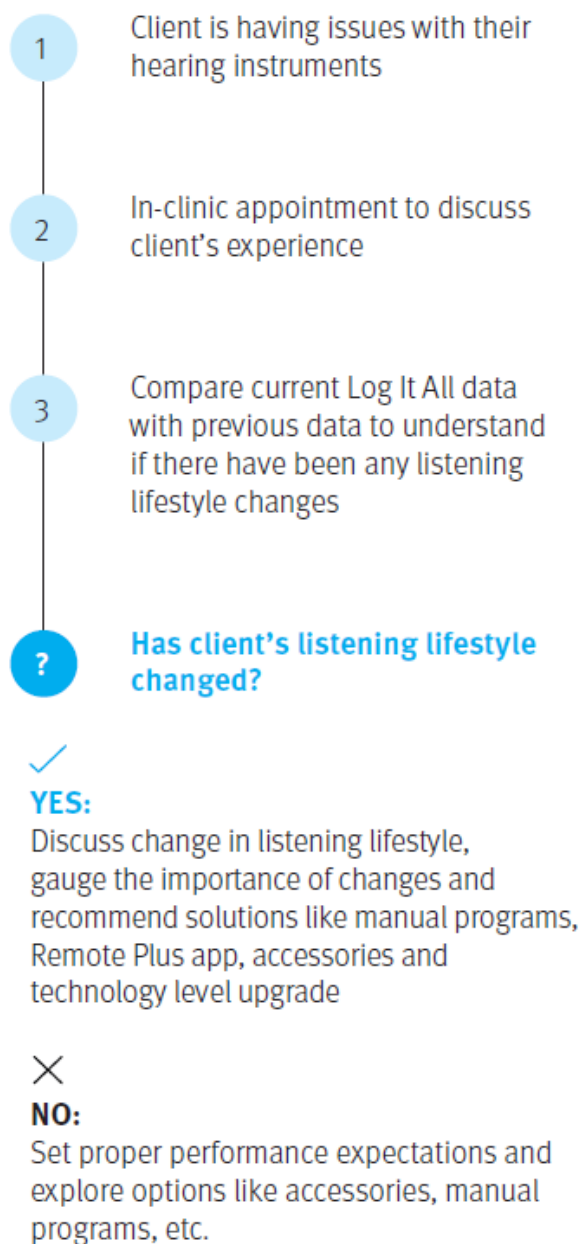 1
Client is having issues with their
hearing instruments
2
In-clinic appointment to discuss
client's experience
3
Compare current Log It All data
with previous data to understand
if there have been any listening
lifestyle changes
?
Has client's listening lifestyle
changed?
YES:
Discuss change in listening lifestyle,
gauge the importance of changes and
recommend solutions like manual programs,
Remote Plus app, accessories and
technology level upgrade
NO:
Set proper performance expectations and
explore options like accessories, manual
programs, etc.